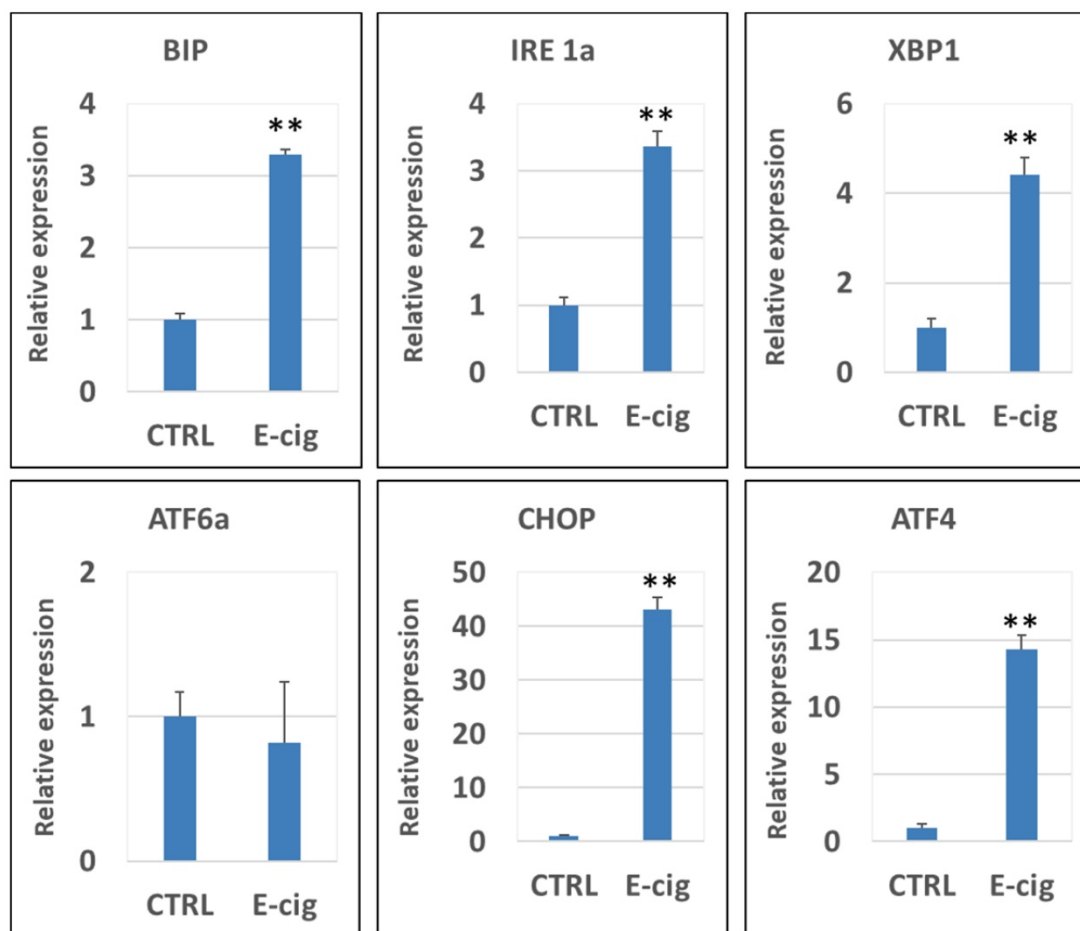 BIP
Relative expression
4
3
2
1
0
**
CTRL E-cig
IRE 1a
Relative expression
4
3
2
1
0
**
CTRL E-cig
XBP1
Relative expression
6
4
2
0
**
CTRL E-cig
ATF6a
Relative expression
2
1
0
CTRL E-cig
CHOP
Relative expression
50
40
30
20
10
0
**
CTRL E-cig
ATF4
Relative expression
20
15
10
5
0
**
CTRL E-cig